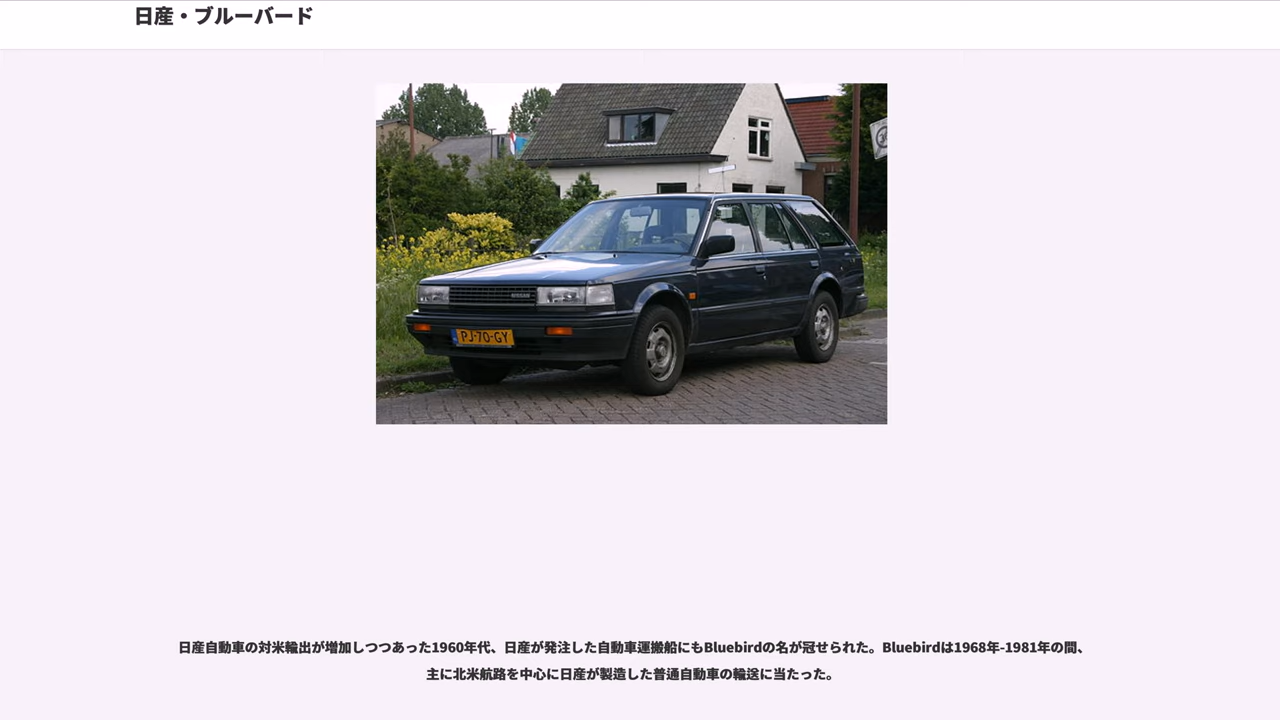 日産・ブルーバード
NISSAN
PJ-70-GY
日産自動車の対米輸出が増加しつつあった1960年代、日産が発注した自動車運搬船にもBluebirdの名が冠せられた。Bluebirdは1968年-1981年の間、
主に北米航路を中心に日産が製造した普通自動車の輸送に当たった。